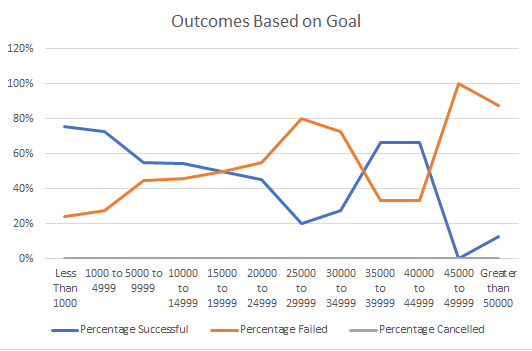 Outcomes Based on Goal
120%
100%
80%
60%
40%
20%
0%
Less Than 1000
1000 to 4999
5000 to 9999
10000 to 14999
15000 to 19999
20000 to 24999
25000 to 29999
30000 to 34999
35000 to 39999
40000 to 44999
45000 to 49999
Greater than 50000
Percentage Successful
Percentage Failed
Percentage Cancelled